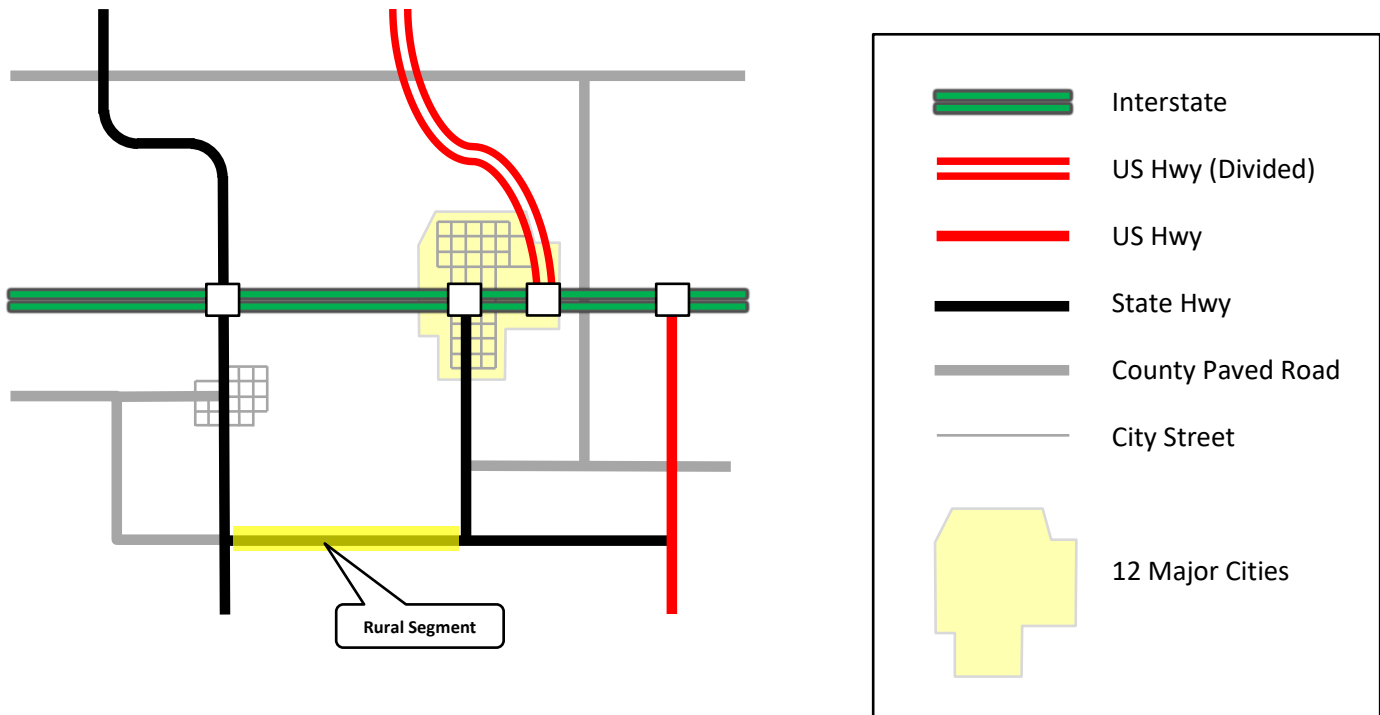 Interstate
US Hwy (Divided)
US Hwy
State Hwy
County Paved Road
City Street
12 Major Cities
Rural Segment